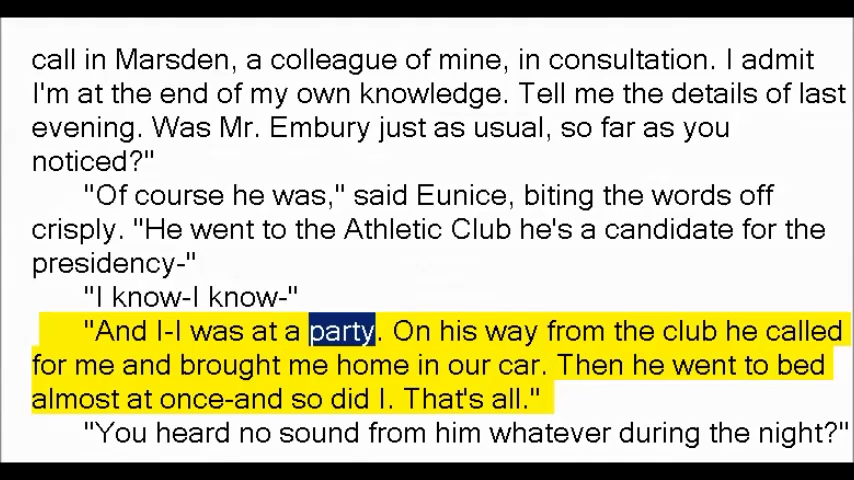 call in Marsden, a colleague of mine, in consultation. I admit
I'm at the end of my own knowledge. Tell me the details of last
evening. Was Mr. Embury just as usual, so far as you
noticed?"
"Of course he was," said Eunice, biting the words off
crisply. "He went to the Athletic Club he's a candidate for the
presidency-"
"I know-I know-"
"And I-I was at a party. On his way from the club he called
for me and brought me home in our car. Then he went to bed
almost at once-and so did I. That's all."
"You heard no sound from him whatever during the night?"